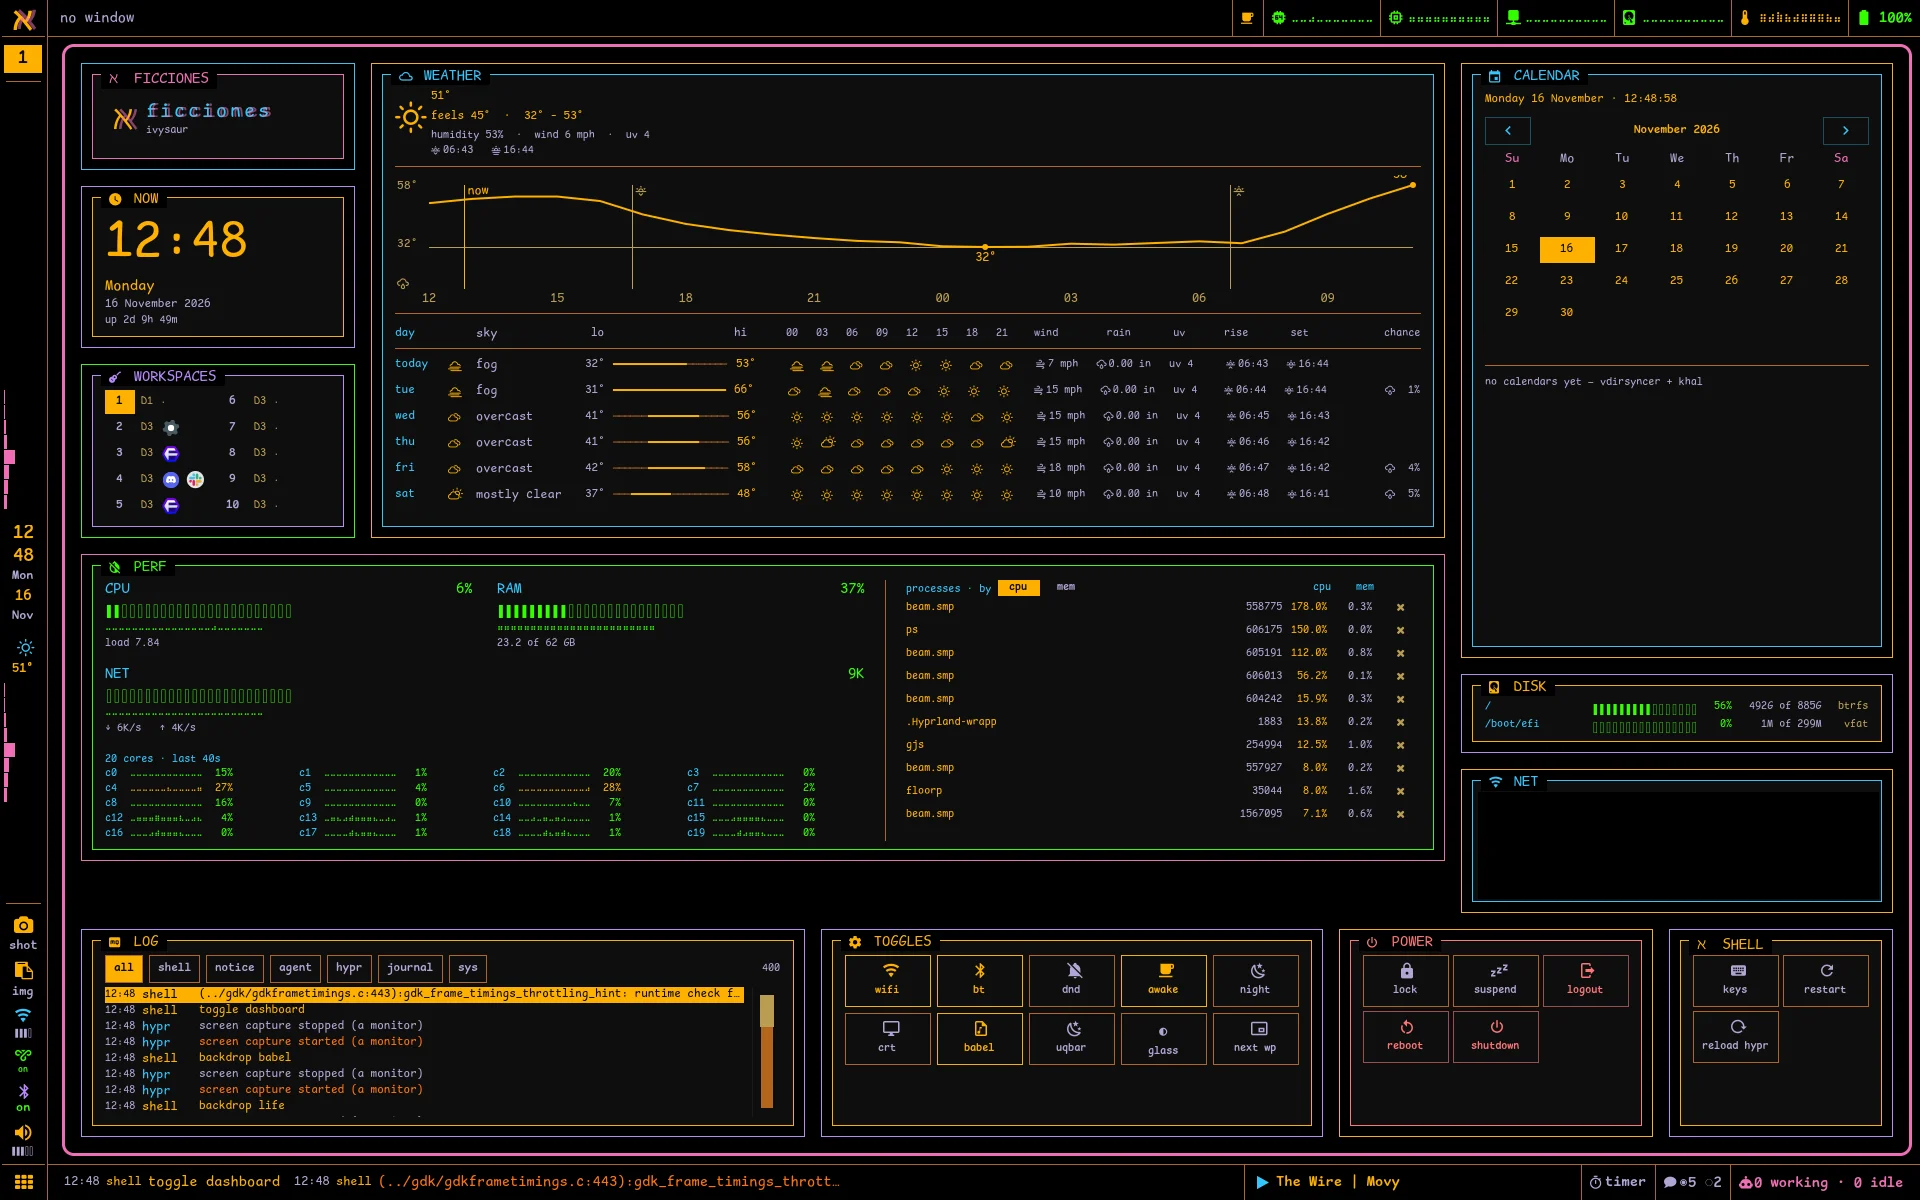 no window
100%
1
FICCIONES
ficciones
ivysaur
NOW
12:48
Monday
16 November 2026
up 2d 9h 49m
WORKSPACES
1 D1 · 6 D3 ·
2 D3 7 D3 ·
3 D3 8 D3 ·
4 D3 9 D3 ·
5 D3 10 D3 ·
WEATHER
51°
feels 45° · 32° - 53°
humidity 53% · wind 6 mph · uv 4
06:43 16:44
58°
now
32°
32°
12 15 18 21 00 03 06 09
day sky lo hi 00 03 06 09 12 15 18 21 wind rain uv rise set chance
today fog 32° 53° 7 mph 0.00 in uv 4 06:43 16:44
tue fog 31° 66° 15 mph 0.00 in uv 4 06:44 16:44 1%
wed overcast 41° 56° 15 mph 0.00 in uv 4 06:45 16:43
thu overcast 41° 56° 15 mph 0.00 in uv 4 06:46 16:42
fri overcast 42° 58° 18 mph 0.00 in uv 4 06:47 16:42 4%
sat mostly clear 37° 48° 10 mph 0.00 in uv 4 06:48 16:41 5%
CALENDAR
Monday 16 November · 12:48:58
November 2026
Su Mo Tu We Th Fr Sa
1 2 3 4 5 6 7
8 9 10 11 12 13 14
15 16 17 18 19 20 21
22 23 24 25 26 27 28
29 30
no calendars yet — vdirsyncer + khal
12
48
Mon
16
Nov
51°
PERF
CPU 6%
load 7.84
RAM 37%
23.2 of 62 GB
NET 9K
↓ 6K/s ↑ 4K/s
20 cores · last 40s
c0 15% c1 1% c2 20% c3 0%
c4 27% c5 4% c6 28% c7 2%
c8 16% c9 0% c10 7% c11 0%
c12 4% c13 1% c14 1% c15 0%
c16 0% c17 1% c18 1% c19 0%
processes · by cpu mem cpu mem
beam.smp 558775 178.0% 0.3%
ps 606175 150.0% 0.0%
beam.smp 605191 112.0% 0.8%
beam.smp 606013 56.2% 0.1%
beam.smp 604242 15.9% 0.3%
.Hyprland-wrapp 1883 13.8% 0.2%
gjs 254994 12.5% 1.0%
beam.smp 557927 8.0% 0.2%
floorp 35044 8.0% 1.6%
beam.smp 1567095 7.1% 0.6%
DISK
/ 56% 492G of 885G btrfs
/boot/efi 0% 1M of 299M vfat
NET
shot
img
on
on
LOG
all shell notice agent hypr journal sys 400
12:48 shell (../gdk/gdkframetimings.c:443):gdk_frame_timings_throttling_hint: runtime check f…
12:48 shell toggle dashboard
12:48 hypr screen capture stopped (a monitor)
12:48 hypr screen capture started (a monitor)
12:48 shell backdrop babel
12:48 hypr screen capture stopped (a monitor)
12:48 hypr screen capture started (a monitor)
12:48 shell backdrop life
TOGGLES
wifi bt dnd awake night
crt babel uqbar glass next wp
POWER
lock suspend logout
reboot shutdown
SHELL
keys restart
reload hypr
12:48 shell toggle dashboard 12:48 shell (../gdk/gdkframetimings.c:443):gdk_frame_timings_thrott…
The Wire | Movy
timer
5 2
0 working · 0 idle